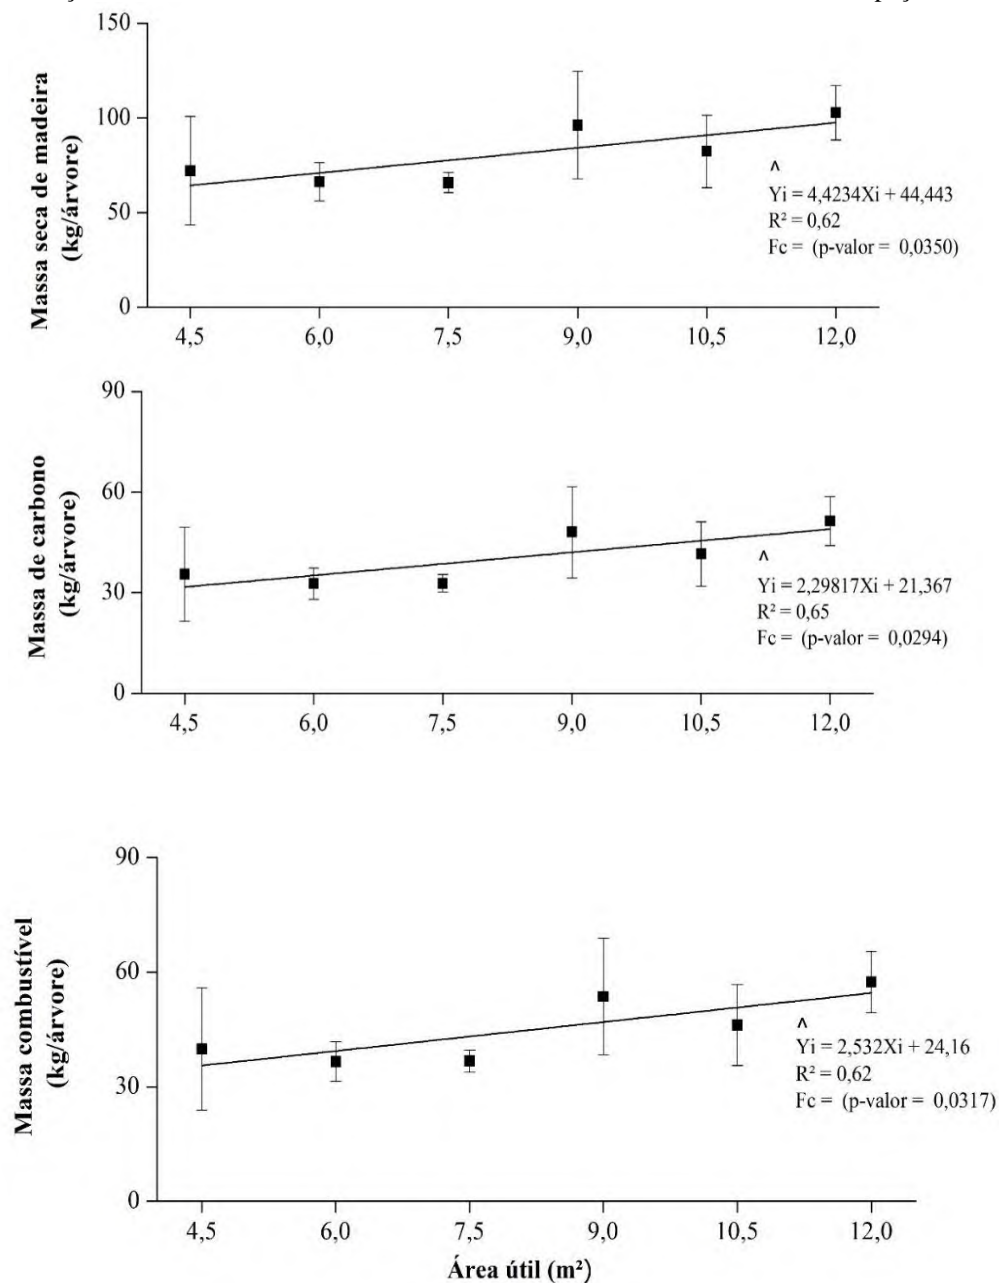 150
100
50
0
Massa seca de madeira
(kg/árvore)
^
Yi = 4,4234Xi + 44,443
R² = 0,62
Fc = (p-valor = 0,0350)
4,5 6,0 7,5 9,0 10,5 12,0
90
60
30
0
Massa de carbono
(kg/árvore)
^
Yi = 2,29817Xi + 21,367
R² = 0,65
Fc = (p-valor = 0,0294)
4,5 6,0 7,5 9,0 10,5 12,0
90
60
30
0
Massa combustível
(kg/árvore)
^
Yi = 2,532Xi + 24,16
R² = 0,62
Fc = (p-valor = 0,0317)
4,5 6,0 7,5 9,0 10,5 12,0
Área útil (m²)